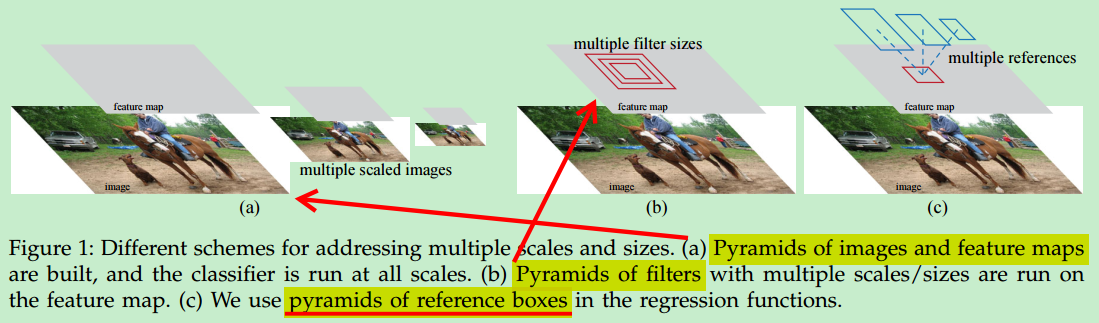 multiple filter sizes
multiple references
feature map
feature map
feature map
multiple scaled images
image
image
image
(a)
(b)
(c)
Figure 1: Different schemes for addressing multiple scales and sizes. (a) Pyramids of images and feature maps
are built, and the classifier is run at all scales. (b) Pyramids of filters with multiple scales/sizes are run on
the feature map. (c) We use pyramids of reference boxes in the regression functions.